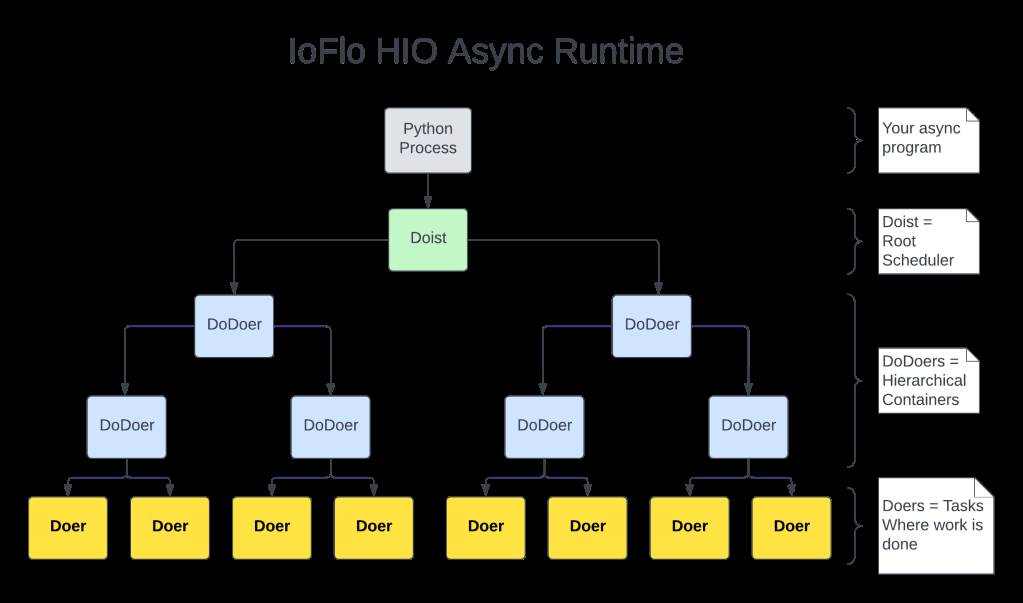 IoFlo HIO Async Runtime
Python
Process
Your async
program
Doist
Doist =
Root
Scheduler
DoDoer
DoDoer
DoDoers =
Hierarchical
Containers
DoDoer
DoDoer
DoDoer
DoDoer
Doer
Doer
Doer
Doer
Doer
Doer
Doer
Doer
Doers = Tasks
Where work is
done